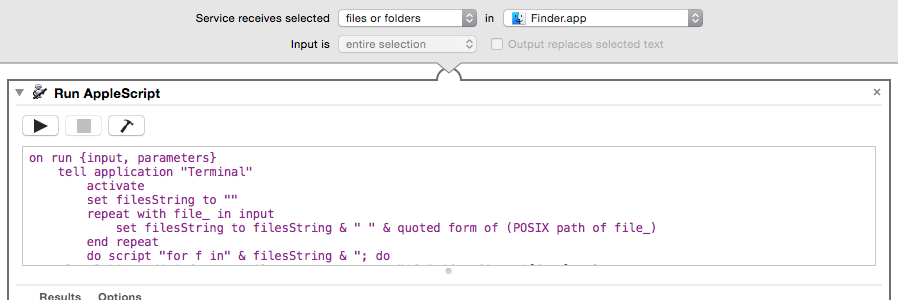 Service receives selected files or folders in Finder.app
Input is entire selection Output replaces selected text
Run AppleScript
on run {input, parameters}
tell application "Terminal"
activate
set filesString to ""
repeat with file_ in input
set filesString to filesString & " " & quoted form of (POSIX path of file_)
end repeat
do script "for f in" & filesString & "; do
Results Options